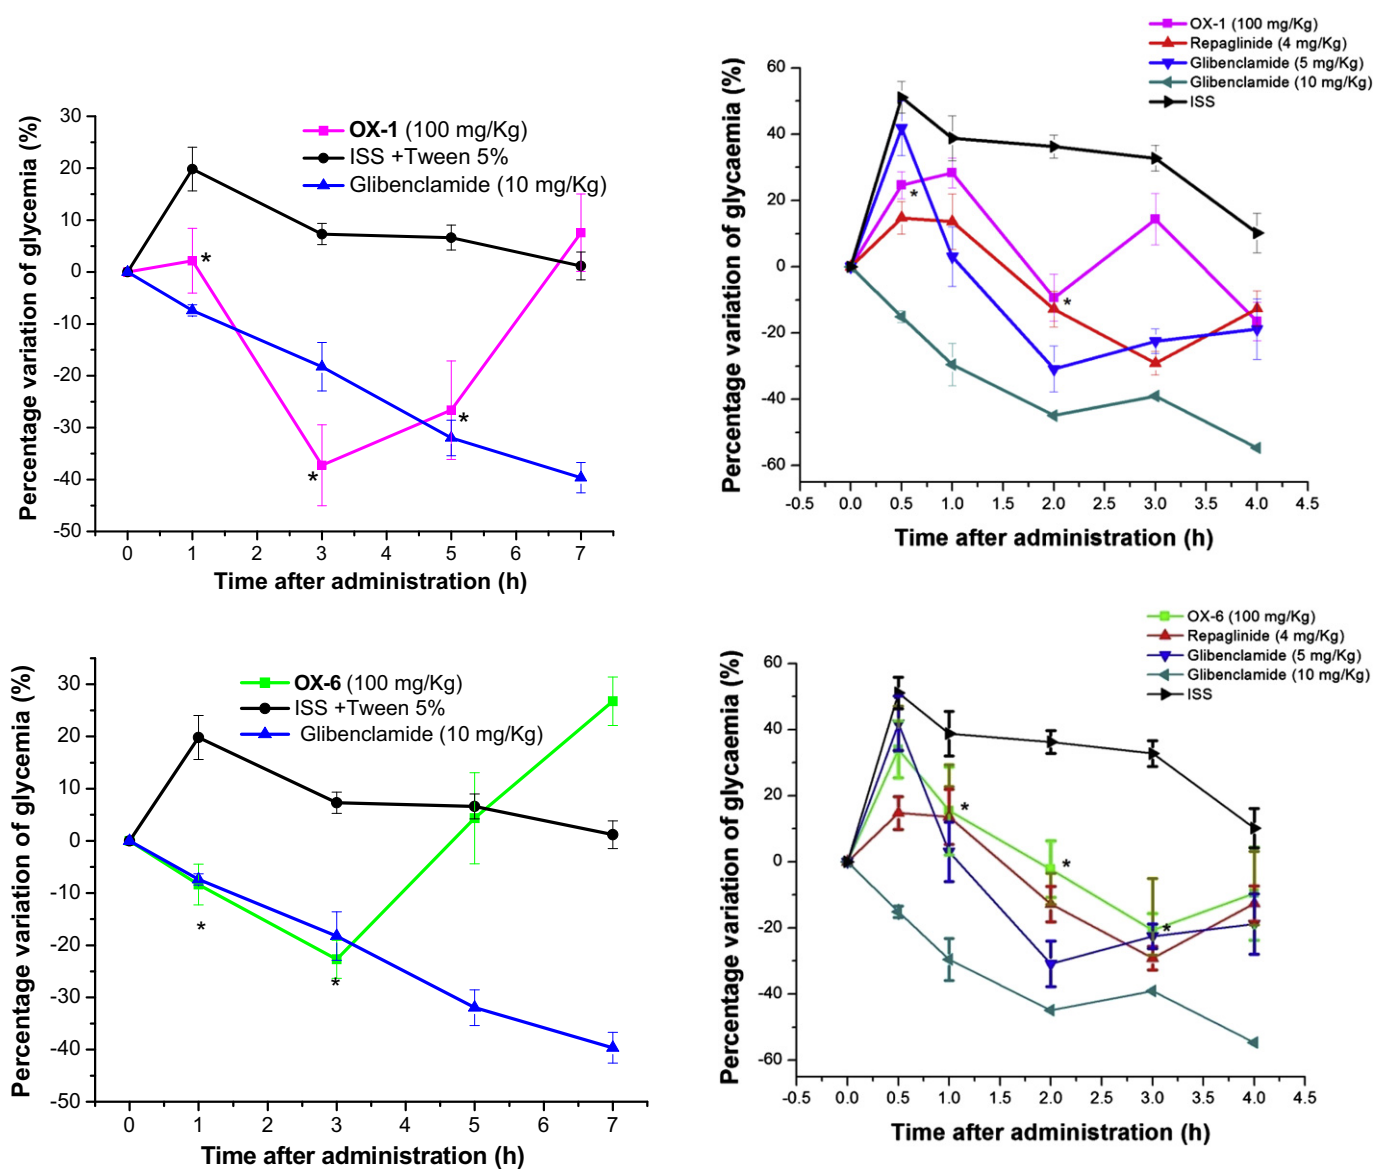 OX-1 (100 mg/Kg)
ISS +Tween 5%
Glibenclamide (10 mg/Kg)
Percentage variation of glycemia (%)
30
20
10
0
-10
-20
-30
-40
-50
0 1 2 3 4 5 6 7
Time after administration (h)
*
*
*
OX-1 (100 mg/Kg)
Repaglinide (4 mg/Kg)
Glibenclamide (5 mg/Kg)
Glibenclamide (10 mg/Kg)
ISS
Percentage variation of glycaemia (%)
60
40
20
0
-20
-40
-60
-0.5 0.0 0.5 1.0 1.5 2.0 2.5 3.0 3.5 4.0 4.5
Time after administration (h)
*
*
OX-6 (100 mg/Kg)
ISS +Tween 5%
Glibenclamide (10 mg/Kg)
Percentage variation of glycemia (%)
30
20
10
0
-10
-20
-30
-40
-50
0 1 2 3 4 5 6 7
Time after administration (h)
*
*
OX-6 (100 mg/Kg)
Repaglinide (4 mg/Kg)
Glibenclamide (5 mg/Kg)
Glibenclamide (10 mg/Kg)
ISS
Percentage variation of glycaemia (%)
60
40
20
0
-20
-40
-60
-0.5 0.0 0.5 1.0 1.5 2.0 2.5 3.0 3.5 4.0 4.5
Time after administration (h)
*
*
*